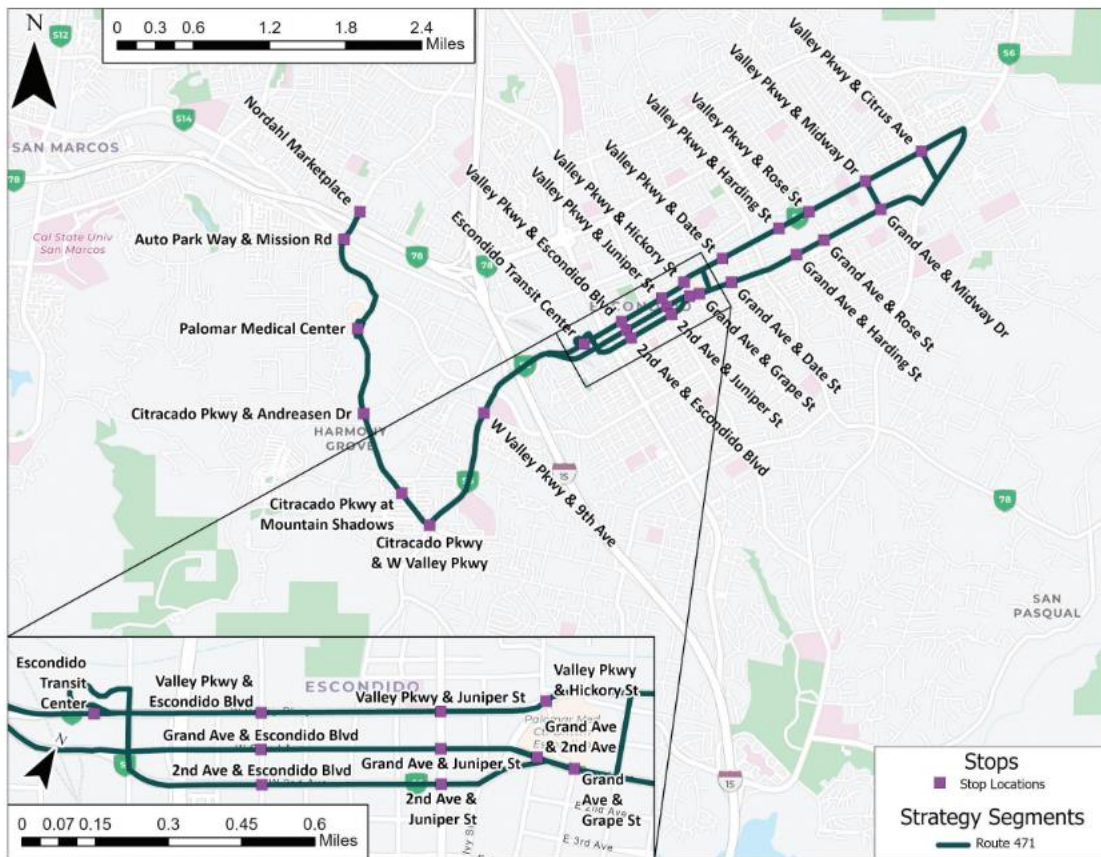 N
0 0.3 0.6 1.2 1.8 2.4
Miles
S12
S14
S6
SAN MARCOS
78
Cal State Univ
San Marcos
78
78
Nordahl Marketplace
Auto Park Way & Mission Rd
Palomar Medical Center
Citracado Pkwy & Andreasen Dr
HARMONY
GROVE
Citracado Pkwy at
Mountain Shadows
Citracado Pkwy
& W Valley Pkwy
W Valley Pkwy & 9th Ave
Escondido Transit Center
Valley Pkwy & Escondido Blvd
Valley Pkwy & Juniper St
Valley Pkwy & Hickory St
Valley Pkwy & Date St
Valley Pkwy & Harding St
Valley Pkwy & Rose St
Valley Pkwy & Midway Dr
Valley Pkwy & Citrus Ave
Grand Ave & Midway Dr
Grand Ave & Rose St
Grand Ave & Harding St
Grand Ave & Date St
Grand Ave & Grape St
2nd Ave & Juniper St
2nd Ave & Escondido Blvd
15
78
SAN
PASQUAL
15
Escondido
Transit
Center
Valley Pkwy &
Escondido Blvd
ESCONDIDO
Valley Pkwy & Juniper St
Valley Pkwy
& Hickory St
Grand Ave & Escondido Blvd
Grand Ave
& 2nd Ave
2nd Ave & Escondido Blvd
Grand Ave & Juniper St
2nd Ave &
Juniper St
Grand
Ave &
Grape St
E 2nd Ave
E 3rd Ave
N
0 0.07 0.15 0.3 0.45 0.6
Miles
Stops
Stop Locations
Strategy Segments
Route 471